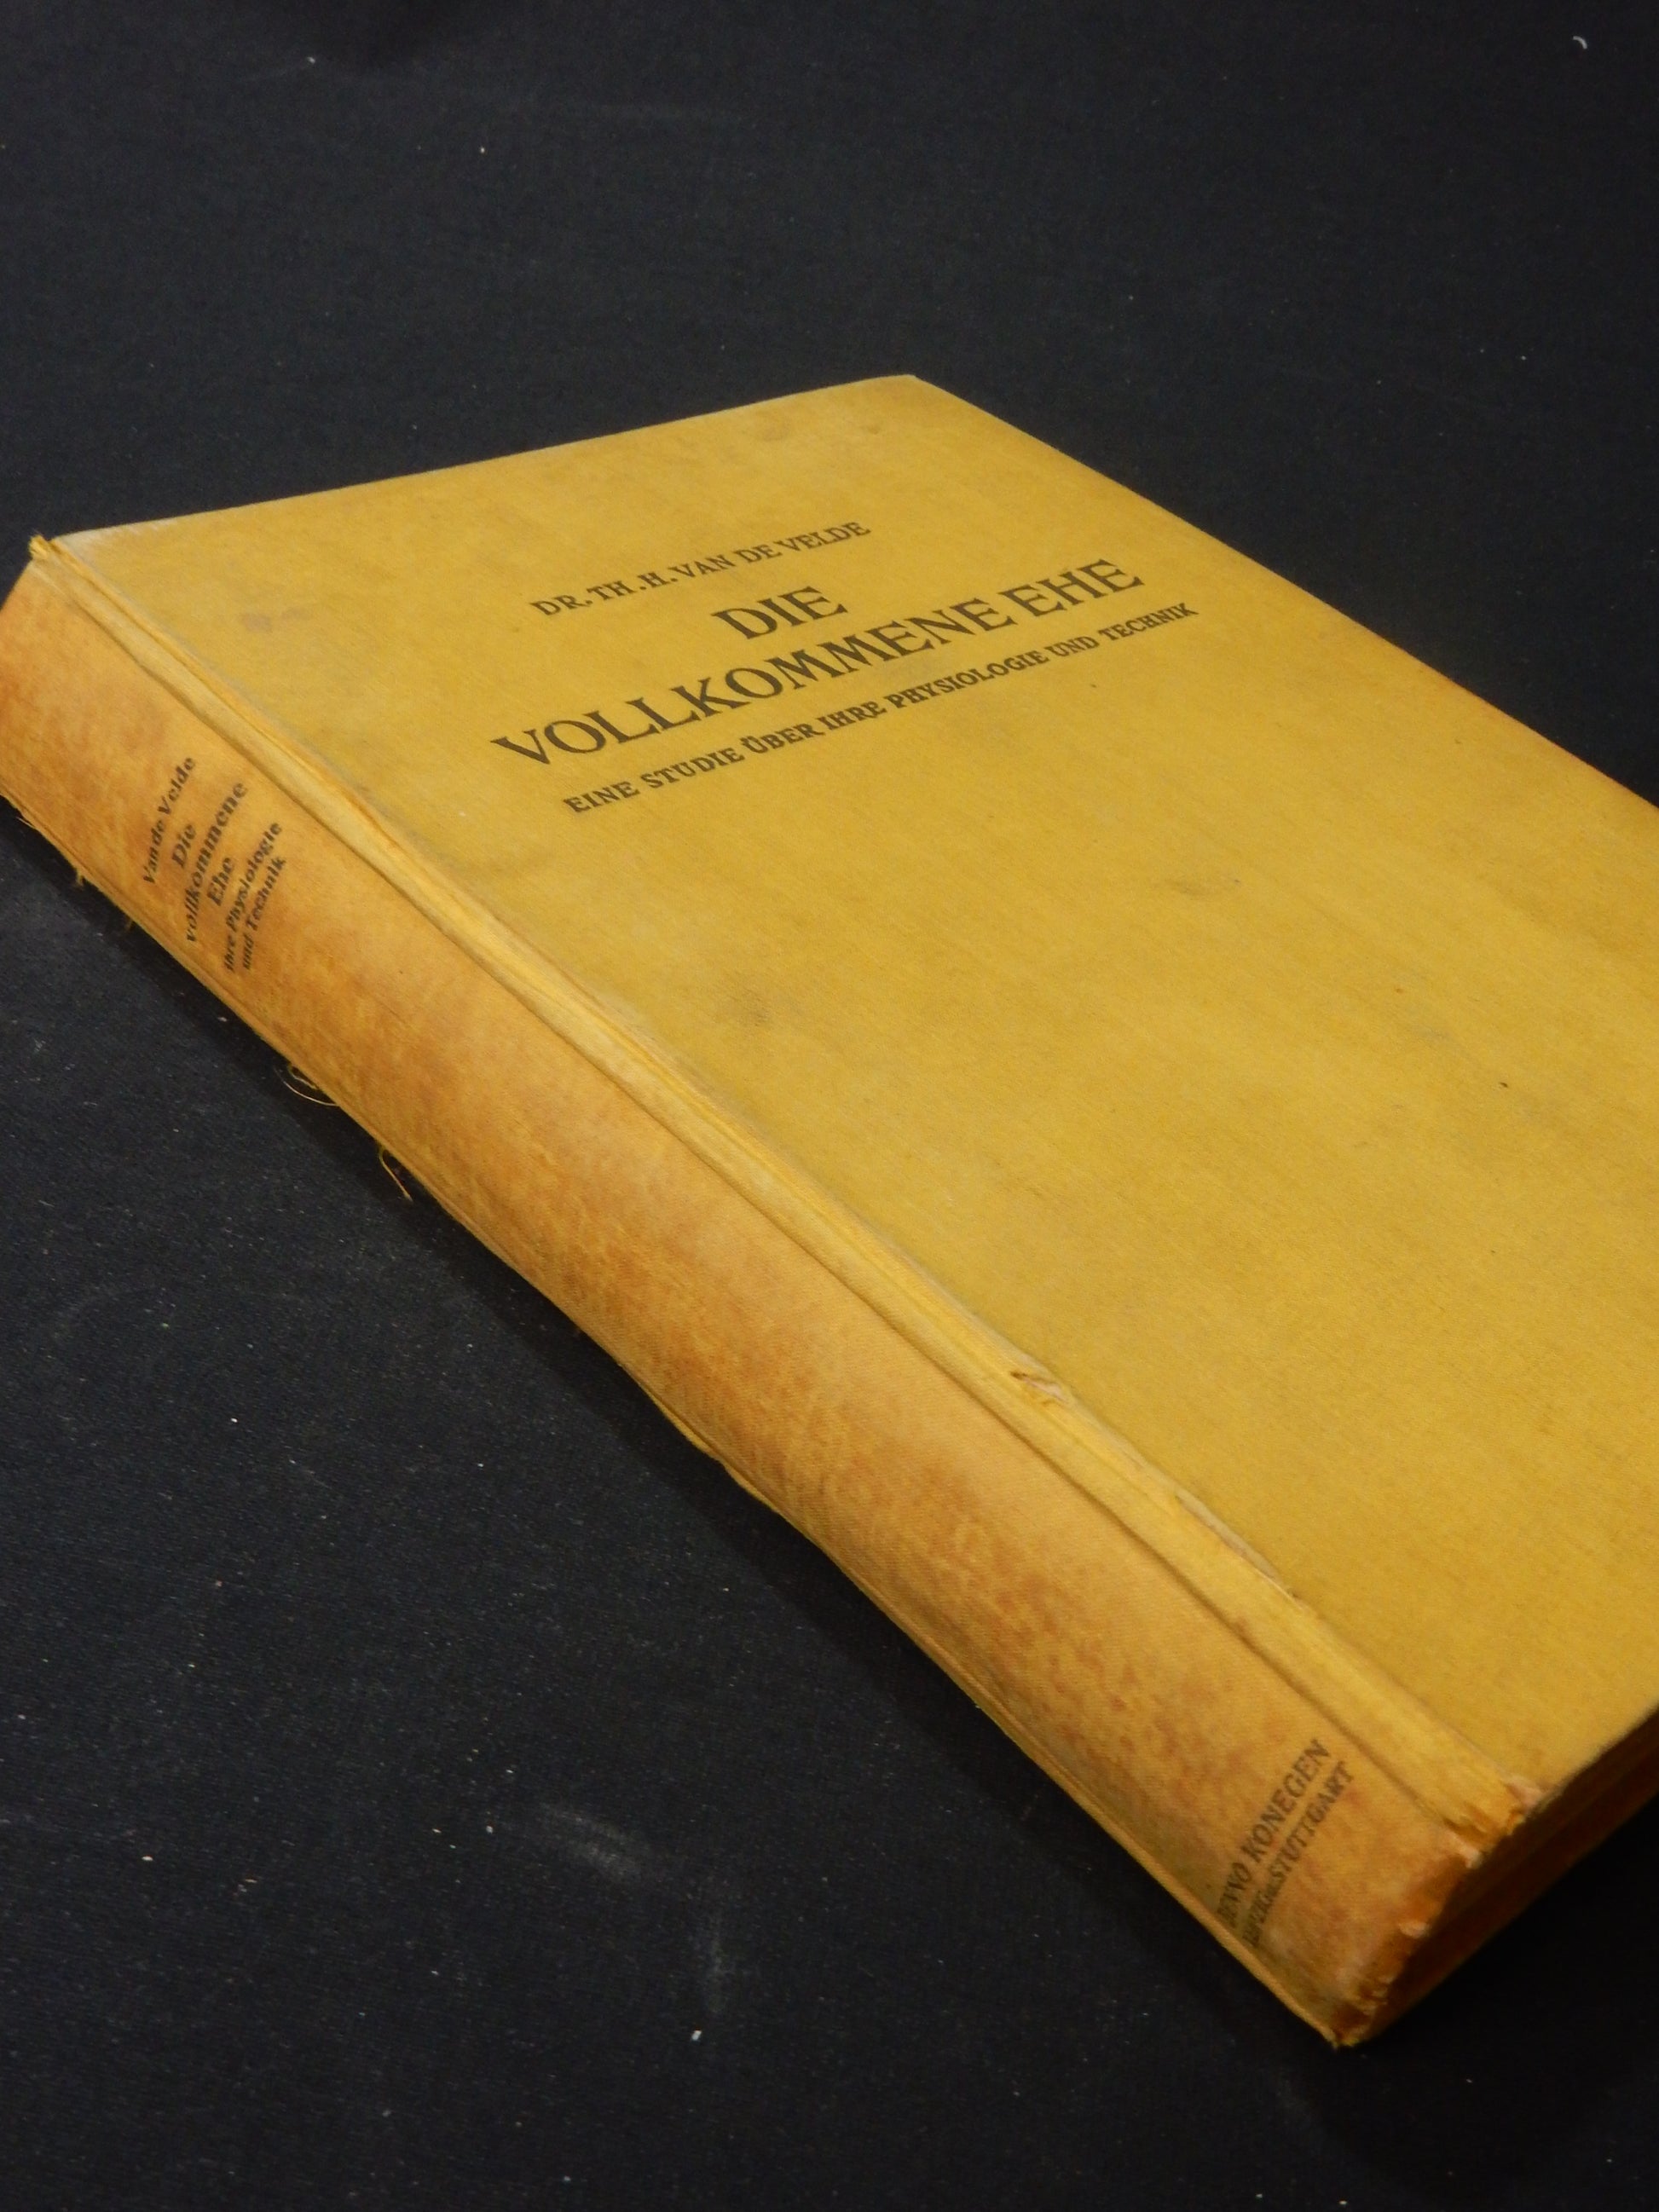 DR. TH. H. VAN DE VELDE
DIE
VOLLKOMMENE EHE
EINE STUDIE ÜBER IHRE PHYSIOLOGIE UND TECHNIK
Van de Velde
Die
vollkommene
Ehe
ihre Physiologie
und Technik
BENNO KONEGEN
STUTTGART